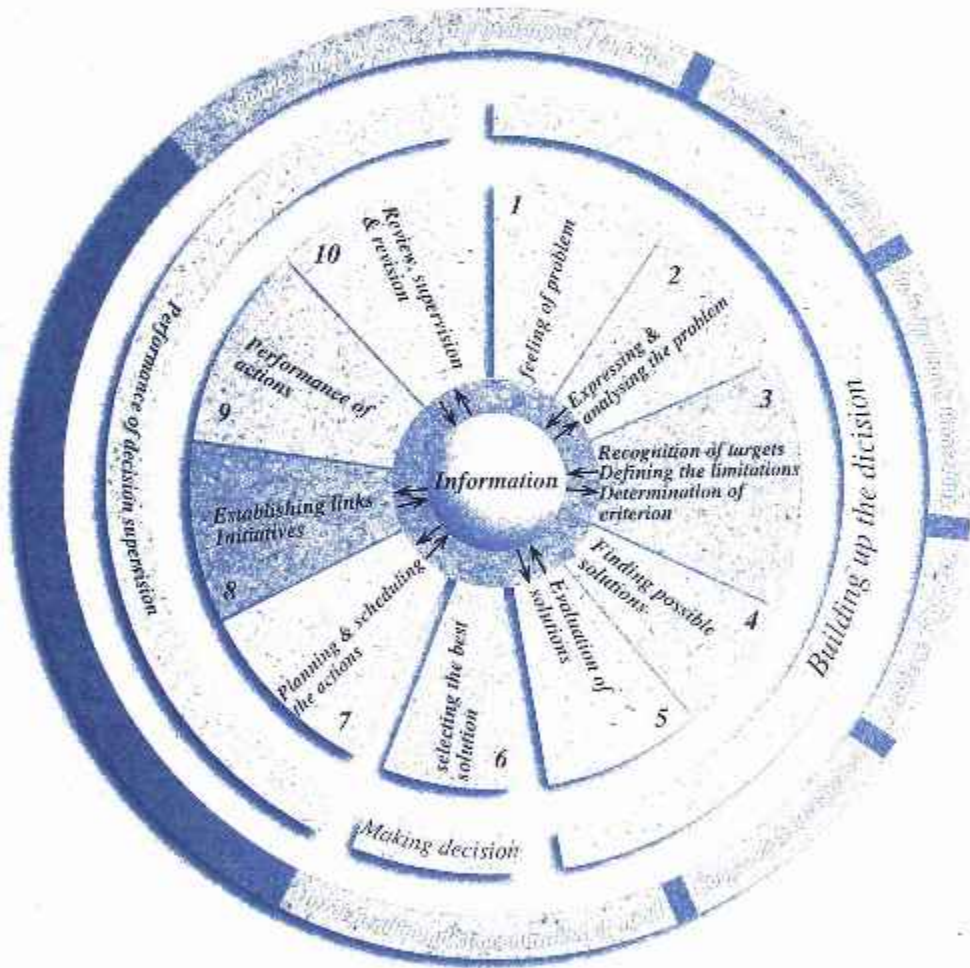 1
feeling of problem
2
Expressing &
analysing the problem
3
Recognition of targets
Defining the limitations
Determination of
criterion
4
Finding possible
solutions
5
Evaluation of
solutions
6
selecting the best
solution
7
Planning & scheduling
the actions
8
Establishing links
Initiatives
9
Performance of
actions
10
Review, supervision
& revision
Information
Building up the dicision
Making decision
Performance of decision supervision